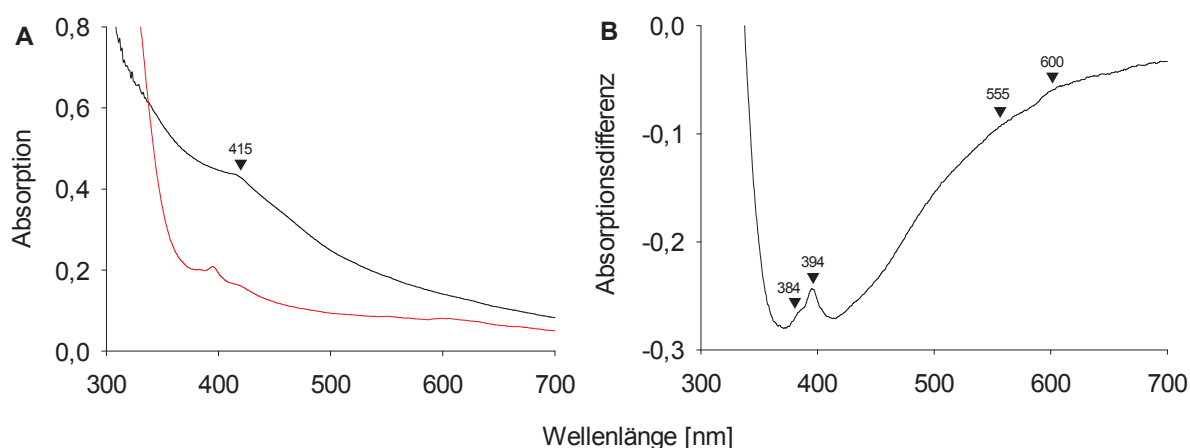 A
Absorption
0,8
0,6
0,4
0,2
0,0
415
300 400 500 600 700
B
Absorptionsdifferenz
0,0
-0,1
-0,2
-0,3
384
394
555
600
300 400 500 600 700
Wellenlänge [nm]